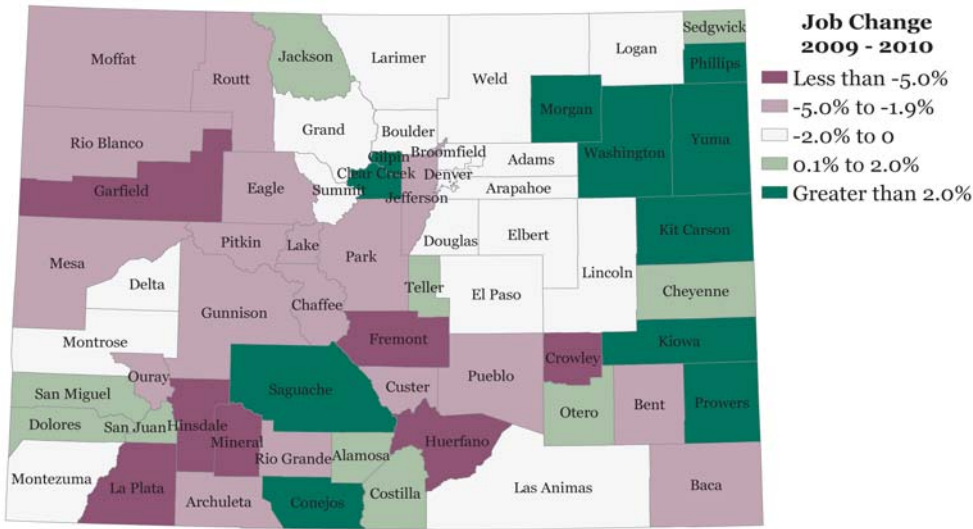 Job Change
2009 - 2010
Less than -5.0%
-5.0% to -1.9%
-2.0% to 0
0.1% to 2.0%
Greater than 2.0%
Moffat
Routt
Jackson
Larimer
Weld
Logan
Sedgwick
Phillips
Morgan
Rio Blanco
Grand
Boulder
Broomfield
Gilpin
Clear Creek
Adams
Washington
Yuma
Garfield
Eagle
Summit
Jefferson
Denver
Arapahoe
Mesa
Pitkin
Lake
Park
Douglas
Elbert
Kit Carson
Lincoln
Delta
Gunnison
Chaffee
Teller
El Paso
Cheyenne
Montrose
Fremont
Crowley
Kiowa
Ouray
Saguache
Custer
Pueblo
San Miguel
Otero
Bent
Prowers
Dolores
San Juan
Hinsdale
Mineral
Rio Grande
Alamosa
Huerfano
Montezuma
La Plata
Archuleta
Conejos
Costilla
Las Animas
Baca